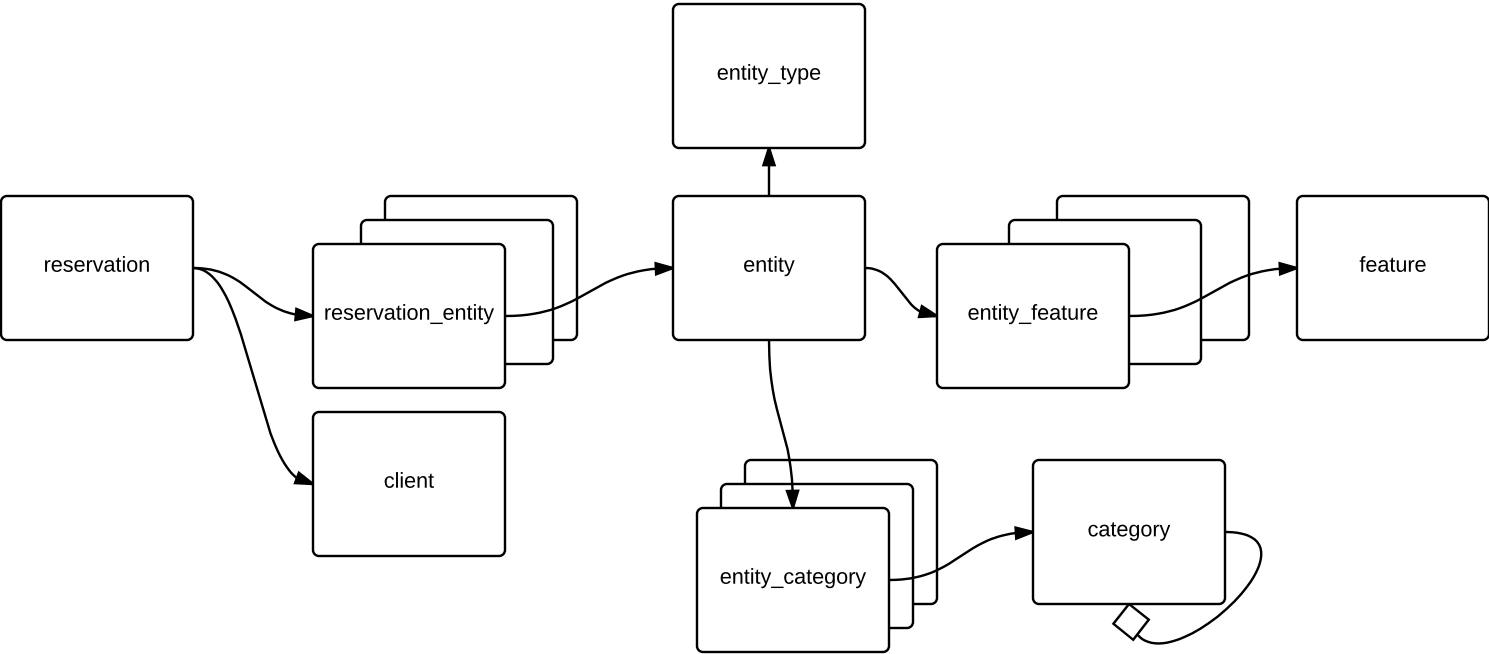 entity_type
reservation
reservation_entity
entity
entity_feature
feature
client
entity_category
category